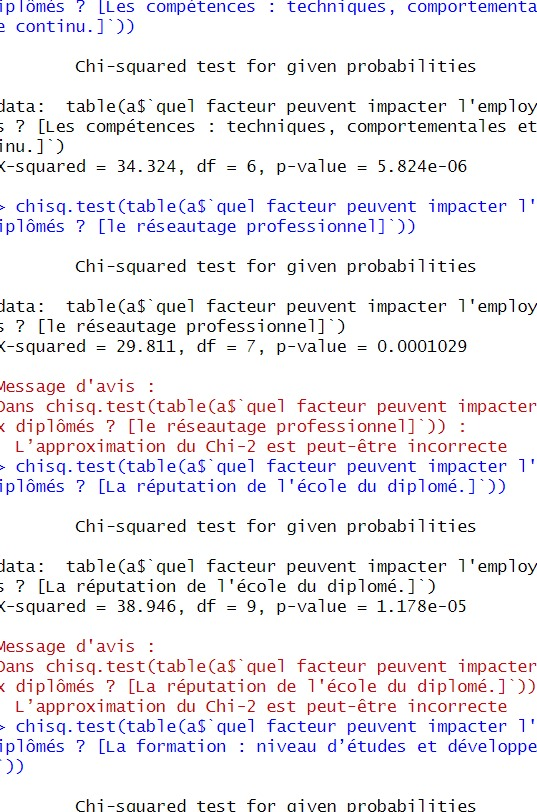 iplômés ? [Les compétences : techniques, comportementa
e continu.]`))
Chi-squared test for given probabilities
data:  table(a$`quel facteur peuvent impacter l'employ
s ? [Les compétences : techniques, comportementales et
inu.]`)
X-squared = 34.324, df = 6, p-value = 5.824e-06
> chisq.test(table(a$`quel facteur peuvent impacter l'
iplômés ? [le réseautage professionnel]`))
Chi-squared test for given probabilities
data:  table(a$`quel facteur peuvent impacter l'employ
s ? [le réseautage professionnel]`)
X-squared = 29.811, df = 7, p-value = 0.0001029
Message d'avis :
Dans chisq.test(table(a$`quel facteur peuvent impacter
x diplômés ? [le réseautage professionnel]`)) :
L’approximation du Chi-2 est peut-être incorrecte
> chisq.test(table(a$`quel facteur peuvent impacter l'
iplômés ? [La réputation de l'école du diplomé.]`))
Chi-squared test for given probabilities
data:  table(a$`quel facteur peuvent impacter l'employ
s ? [La réputation de l'école du diplomé.]`)
X-squared = 38.946, df = 9, p-value = 1.178e-05
Message d'avis :
Dans chisq.test(table(a$`quel facteur peuvent impacter
x diplômés ? [La réputation de l'école du diplomé.]`))
L’approximation du Chi-2 est peut-être incorrecte
> chisq.test(table(a$`quel facteur peuvent impacter l'
iplômés ? [La formation : niveau d’études et développe
`))
Chi-squared test for given probabilities